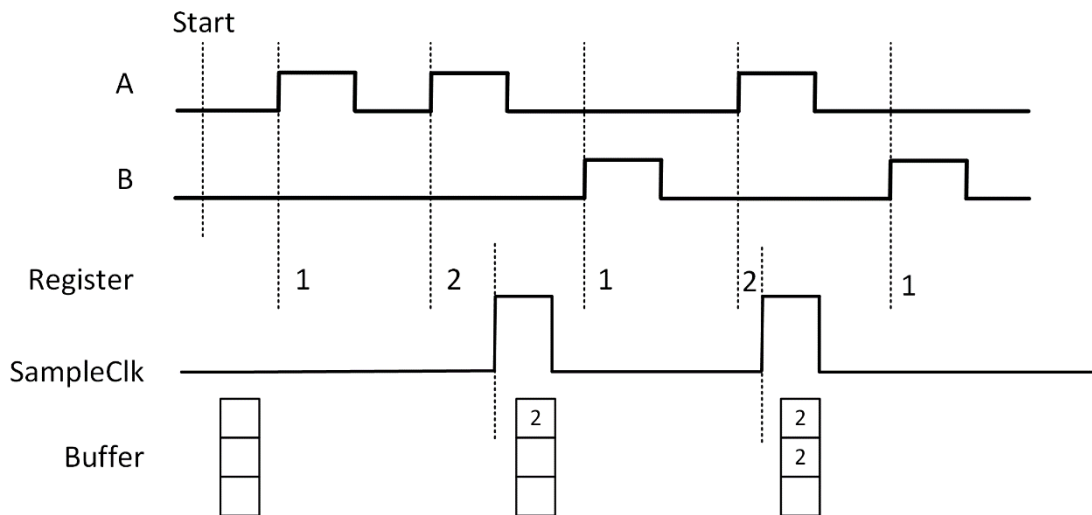 Start
A
B
Register 1 2 1 2 1
SampleClk
2 2
Buffer 2